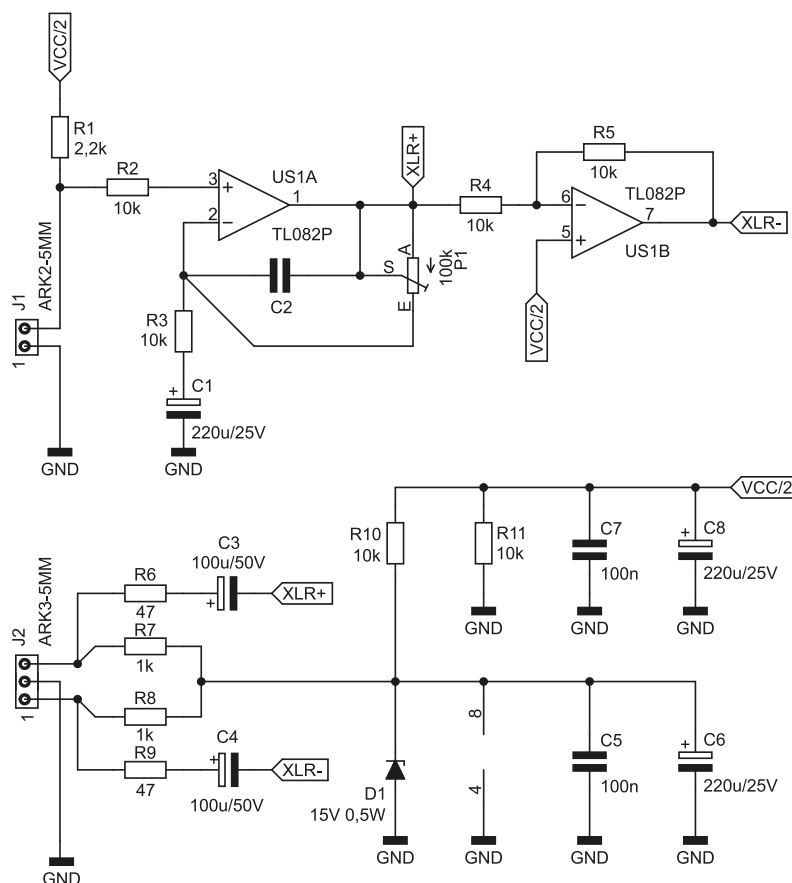 VCC/2
R1
2,2k
R2
10k
3
2
+
−
US1A
1
TL082P
XLR+
R4
10k
R5
10k
6
5
−
+
TL082P
7
US1B
XLR-
VCC/2
A
S
E
100k
P1
C2
R3
10k
+
C1
220u/25V
GND
J1
ARK2-5MM
1
GND
VCC/2
R10
10k
R11
10k
GND
C7
100n
GND
+
C8
220u/25V
GND
C3
100u/50V
+
XLR+
R6
47
R7
1k
R8
1k
R9
47
C4
100u/50V
+
XLR-
J2
ARK3-5MM
1
GND
D1
15V 0,5W
GND
8
4
GND
C5
100n
GND
+
C6
220u/25V
GND